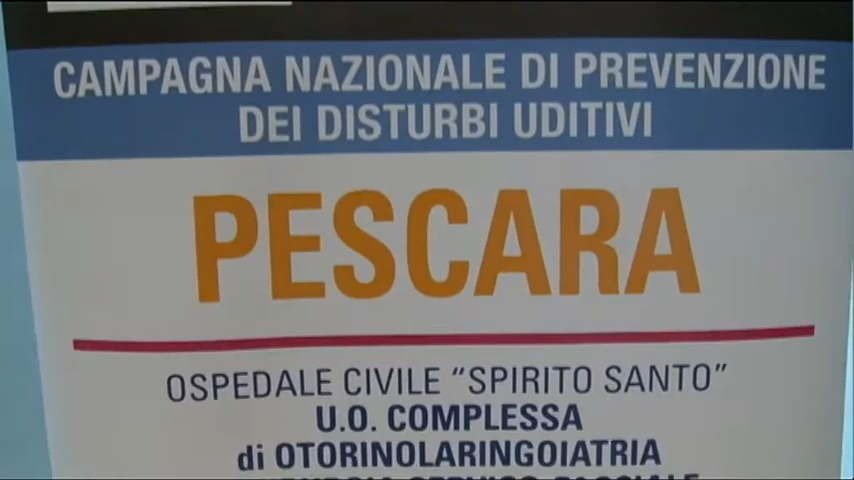 CAMPAGNA NAZIONALE DI PREVENZIONE
DEI DISTURBI UDITIVI
PESCARA
OSPEDALE CIVILE “SPIRITO SANTO”
U.O. COMPLESSA
di OTORINOLARINGOIATRIA